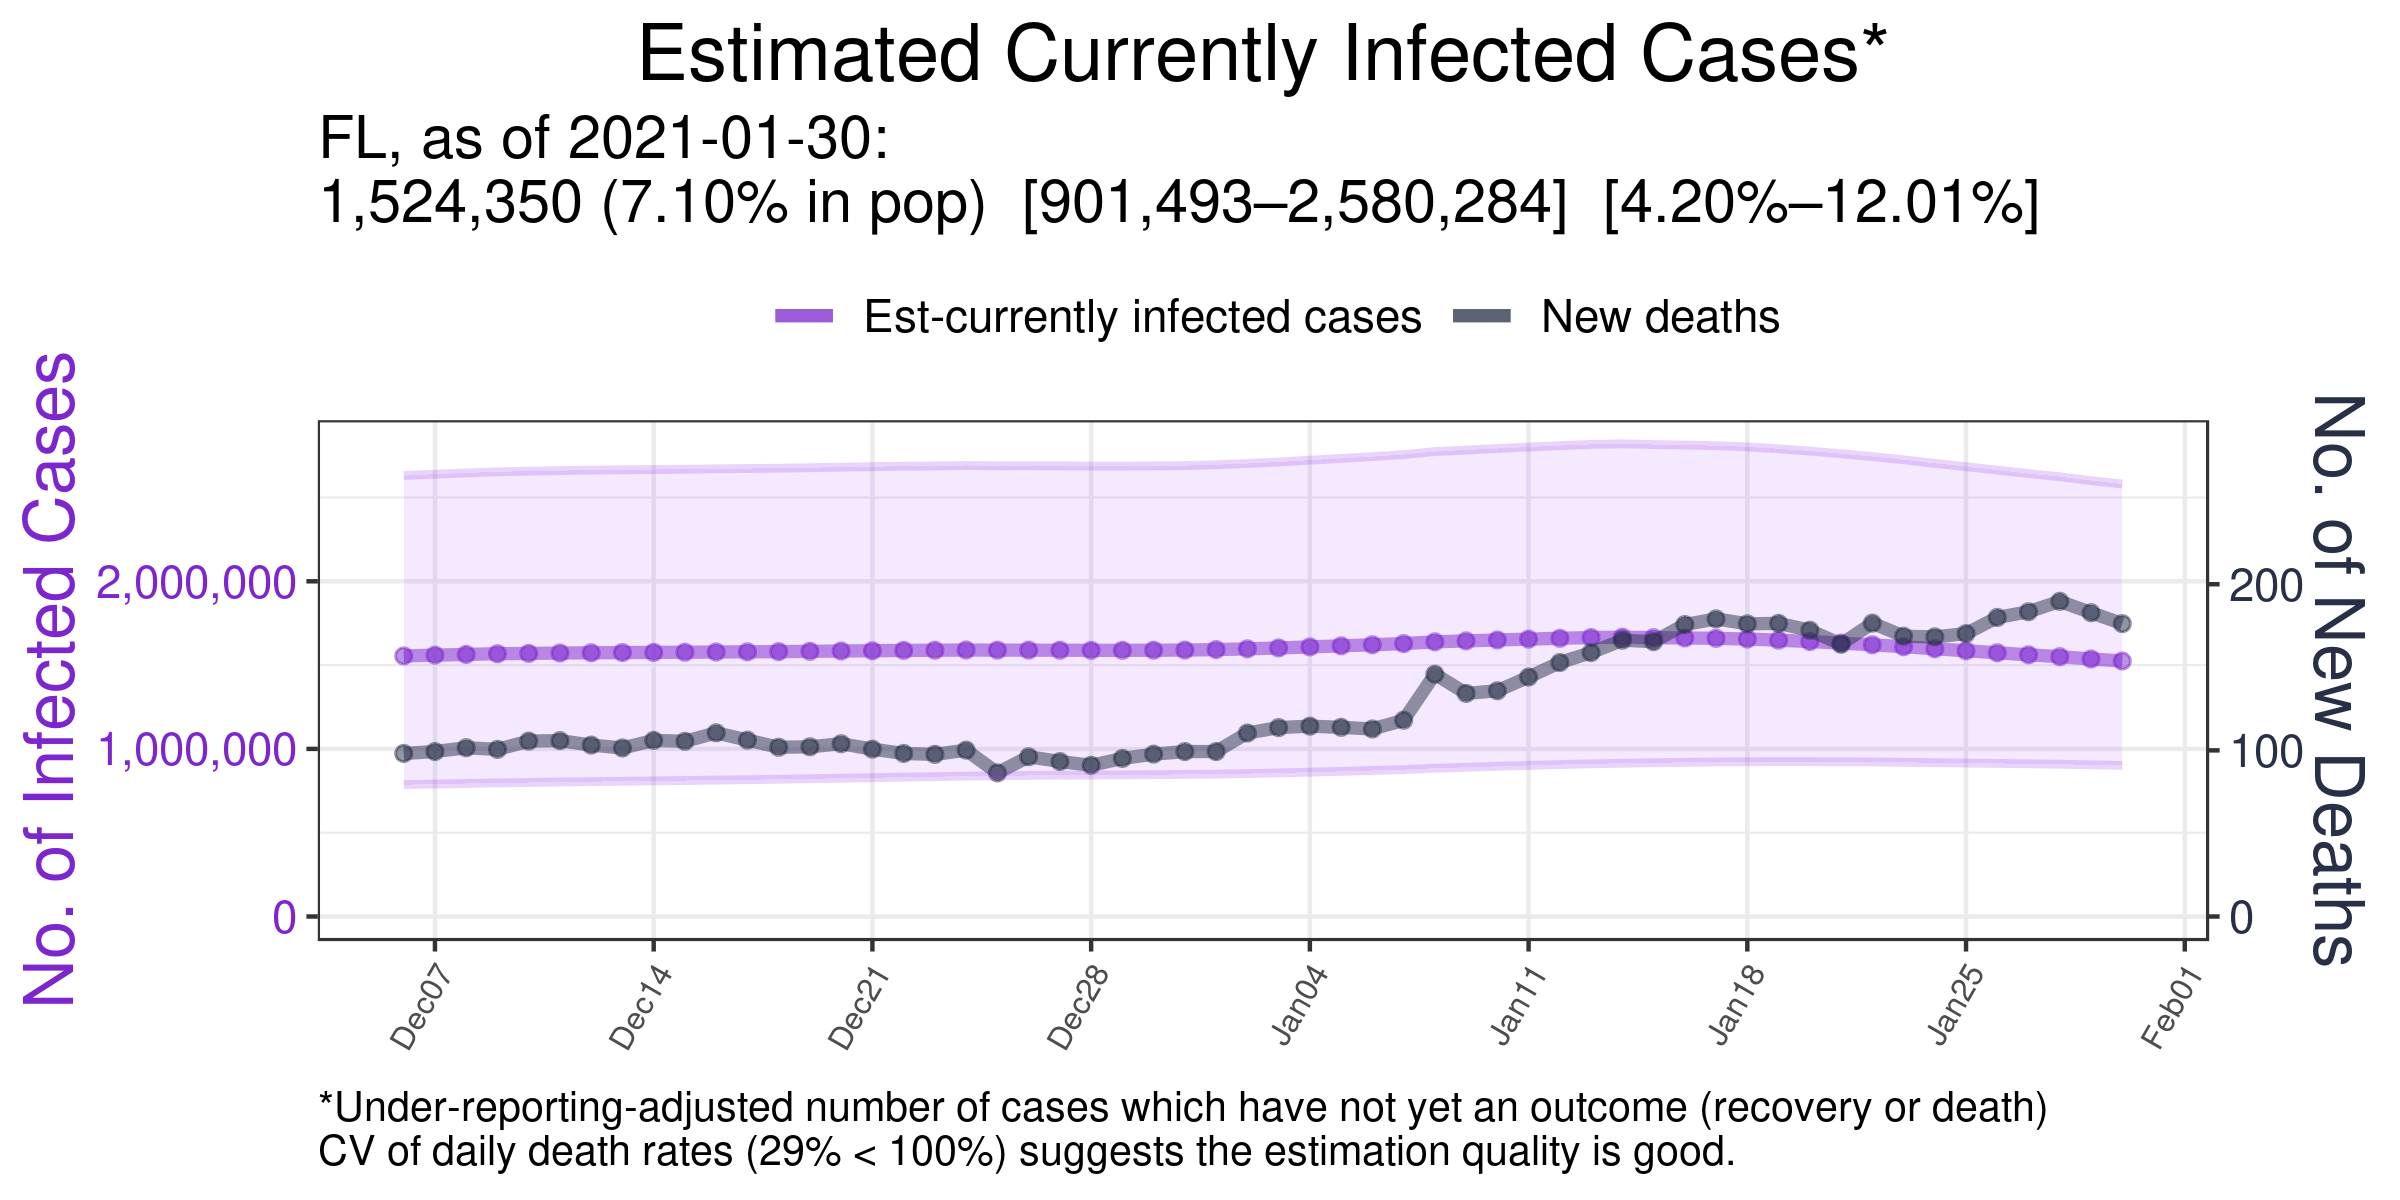 Estimated Currently Infected Cases*
FL, as of 2021-01-30:
1,524,350 (7.10% in pop)  [901,493–2,580,284]  [4.20%–12.01%]
Est-currently infected cases
New deaths
No. of Infected Cases
2,000,000
1,000,000
0
No. of New Deaths
200
100
0
Dec07
Dec14
Dec21
Dec28
Jan04
Jan11
Jan18
Jan25
Feb01
*Under-reporting-adjusted number of cases which have not yet an outcome (recovery or death)
CV of daily death rates (29% < 100%) suggests the estimation quality is good.